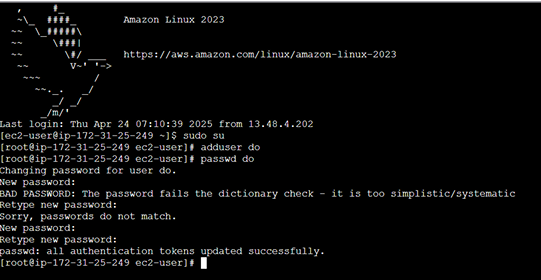 ,     #_
   ~\_  ####_        Amazon Linux 2023
  ~~  \_#####\
  ~~     \###|
  ~~       \#/ ___   https://aws.amazon.com/linux/amazon-linux-2023
   ~~       V~' '->
    ~~~         /
      ~~._.   _/
         _/ _/
       _/m/'
Last login: Thu Apr 24 07:10:39 2025 from 13.48.4.202
[ec2-user@ip-172-31-25-249 ~]$ sudo su
[root@ip-172-31-25-249 ec2-user]# adduser do
[root@ip-172-31-25-249 ec2-user]# passwd do
Changing password for user do.
New password:
BAD PASSWORD: The password fails the dictionary check - it is too simplistic/systematic
Retype new password:
Sorry, passwords do not match.
New password:
Retype new password:
passwd: all authentication tokens updated successfully.
[root@ip-172-31-25-249 ec2-user]#